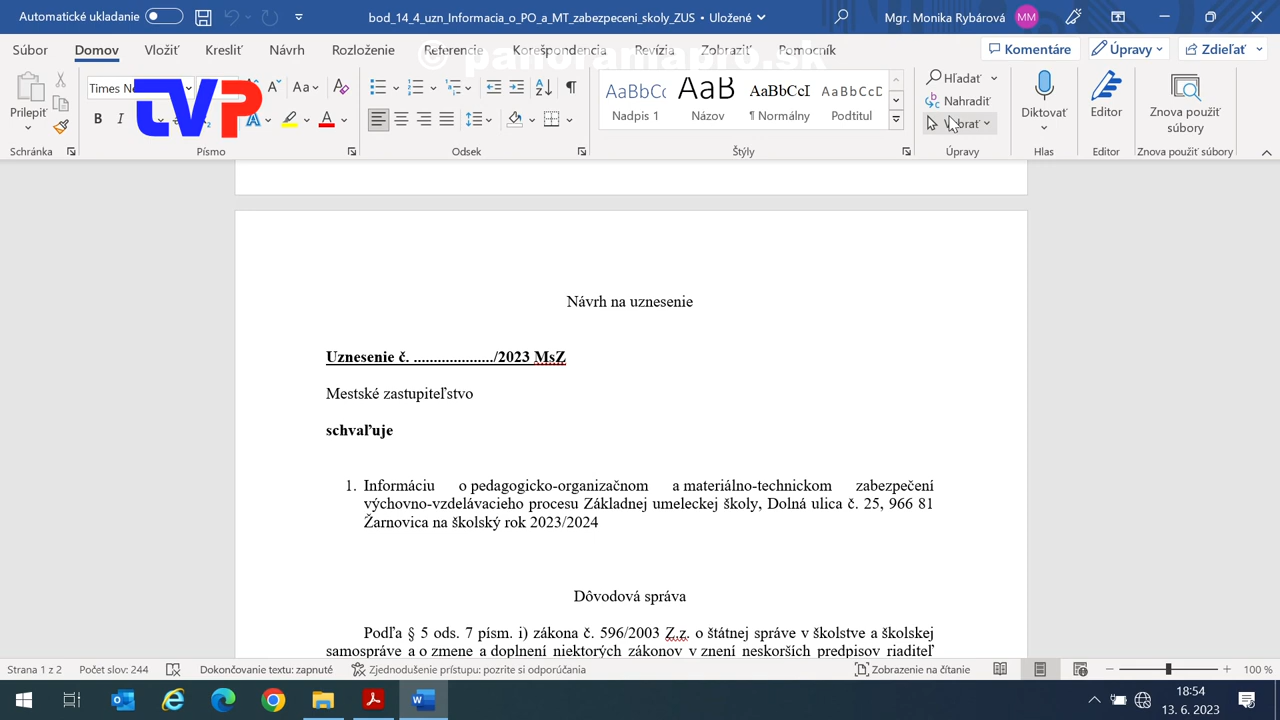 Automatické ukladanie
bod_14_4_uzn_Informacia_o_PO_a_MT_zabezpeceni_skoly_ZUS • Uložené
Mgr. Monika Rybárová
MM
Súbor
Domov
Vložiť
Kresliť
Návrh
Rozloženie
Referencie
Korešpondencia
Revízia
Zobraziť
Pomocník
© panoramapro.sk
Komentáre
Úpravy
Zdieľať
TVP
Prilepiť
Times
Aa
AaBbCc
AaB
AaBbCcI
AaBbCcD
Nadpis 1
Názov
¶ Normálny
Podtitul
Hľadať
Nahradiť
Diktovať
Editor
Znova použiť
súbory
Schránka
Písmo
Odsek
Štýly
Úpravy
Hlas
Editor
Znova použiť súbory
Návrh na uznesenie
Uznesenie č. ..................../2023 MsZ
Mestské zastupiteľstvo
schvaľuje
1. Informáciu o pedagogicko-organizačnom a materiálno-technickom zabezpečení
výchovno-vzdelávacieho procesu Základnej umeleckej školy, Dolná ulica č. 25, 966 81
Žarnovica na školský rok 2023/2024
Dôvodová správa
Podľa § 5 ods. 7 písm. i) zákona č. 596/2003 Z.z. o štátnej správe v školstve a školskej
samospráve a o zmene a doplnení niektorých zákonov v znení neskorších predpisov riaditeľ
Strana 1 z 2
Počet slov: 244
Dokončovanie textu: zapnuté
Zjednodušenie prístupu: pozrite si odporúčania
Zobrazenie na čítanie
100 %
18:54
13. 6. 2023